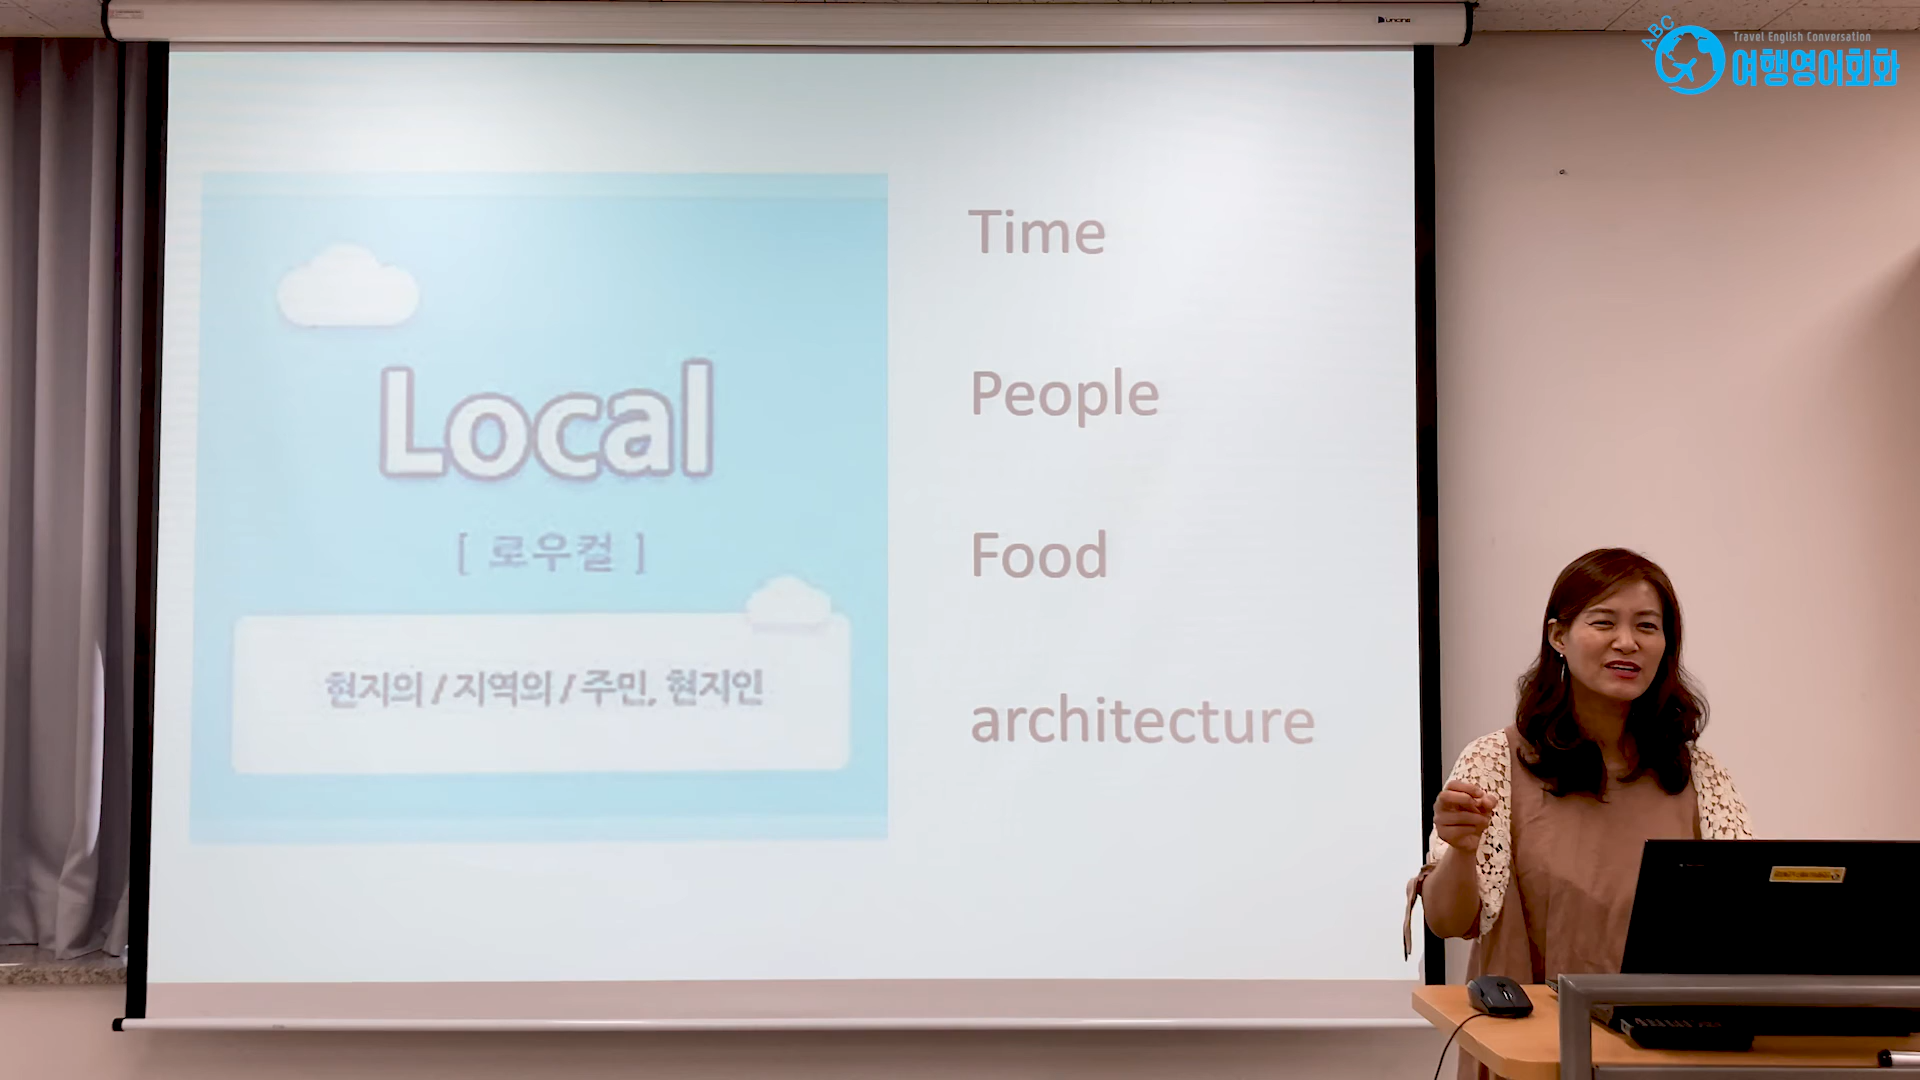 ABC
Travel English Conversation
여행영어회화
Local
[ 로우컬 ]
현지의 / 지역의 / 주민, 현지인
Time
People
Food
architecture